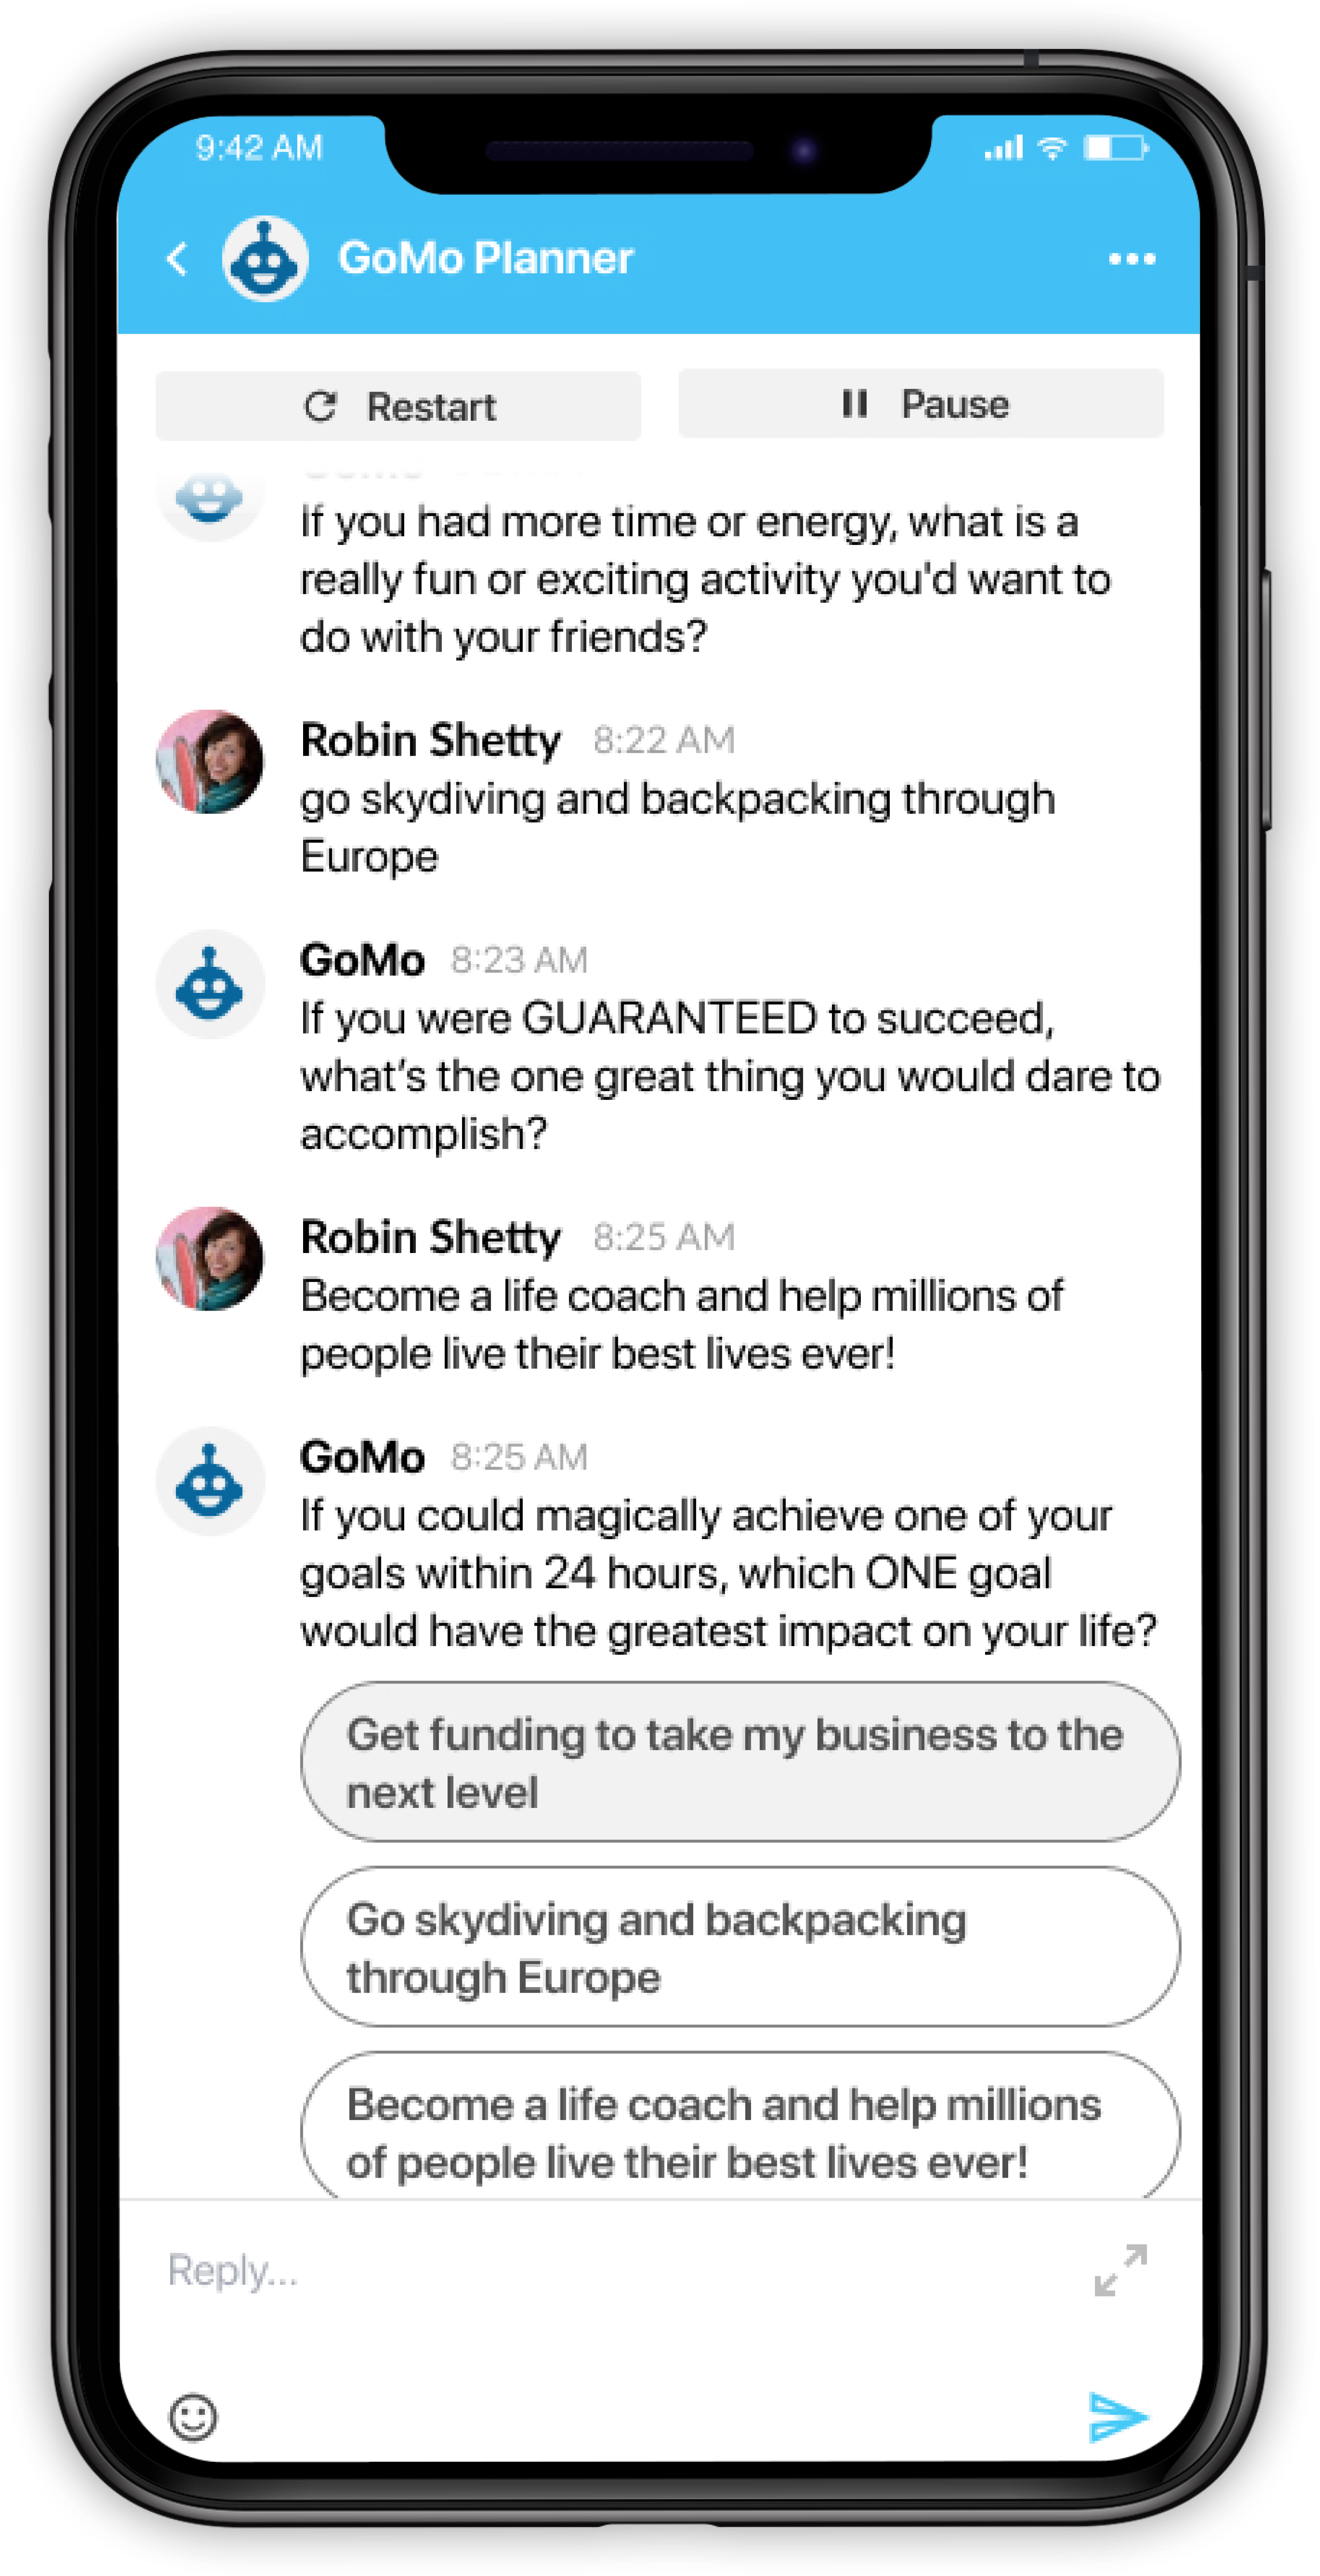 9:42 AM
GoMo Planner
Restart
Pause
If you had more time or energy, what is a
really fun or exciting activity you'd want to
do with your friends?
Robin Shetty 8:22 AM
go skydiving and backpacking through
Europe
GoMo 8:23 AM
If you were GUARANTEED to succeed,
what's the one great thing you would dare to
accomplish?
Robin Shetty 8:25 AM
Become a life coach and help millions of
people live their best lives ever!
GoMo 8:25 AM
If you could magically achieve one of your
goals within 24 hours, which ONE goal
would have the greatest impact on your life?
Get funding to take my business to the
next level
Go skydiving and backpacking
through Europe
Become a life coach and help millions
of people live their best lives ever!
Reply...